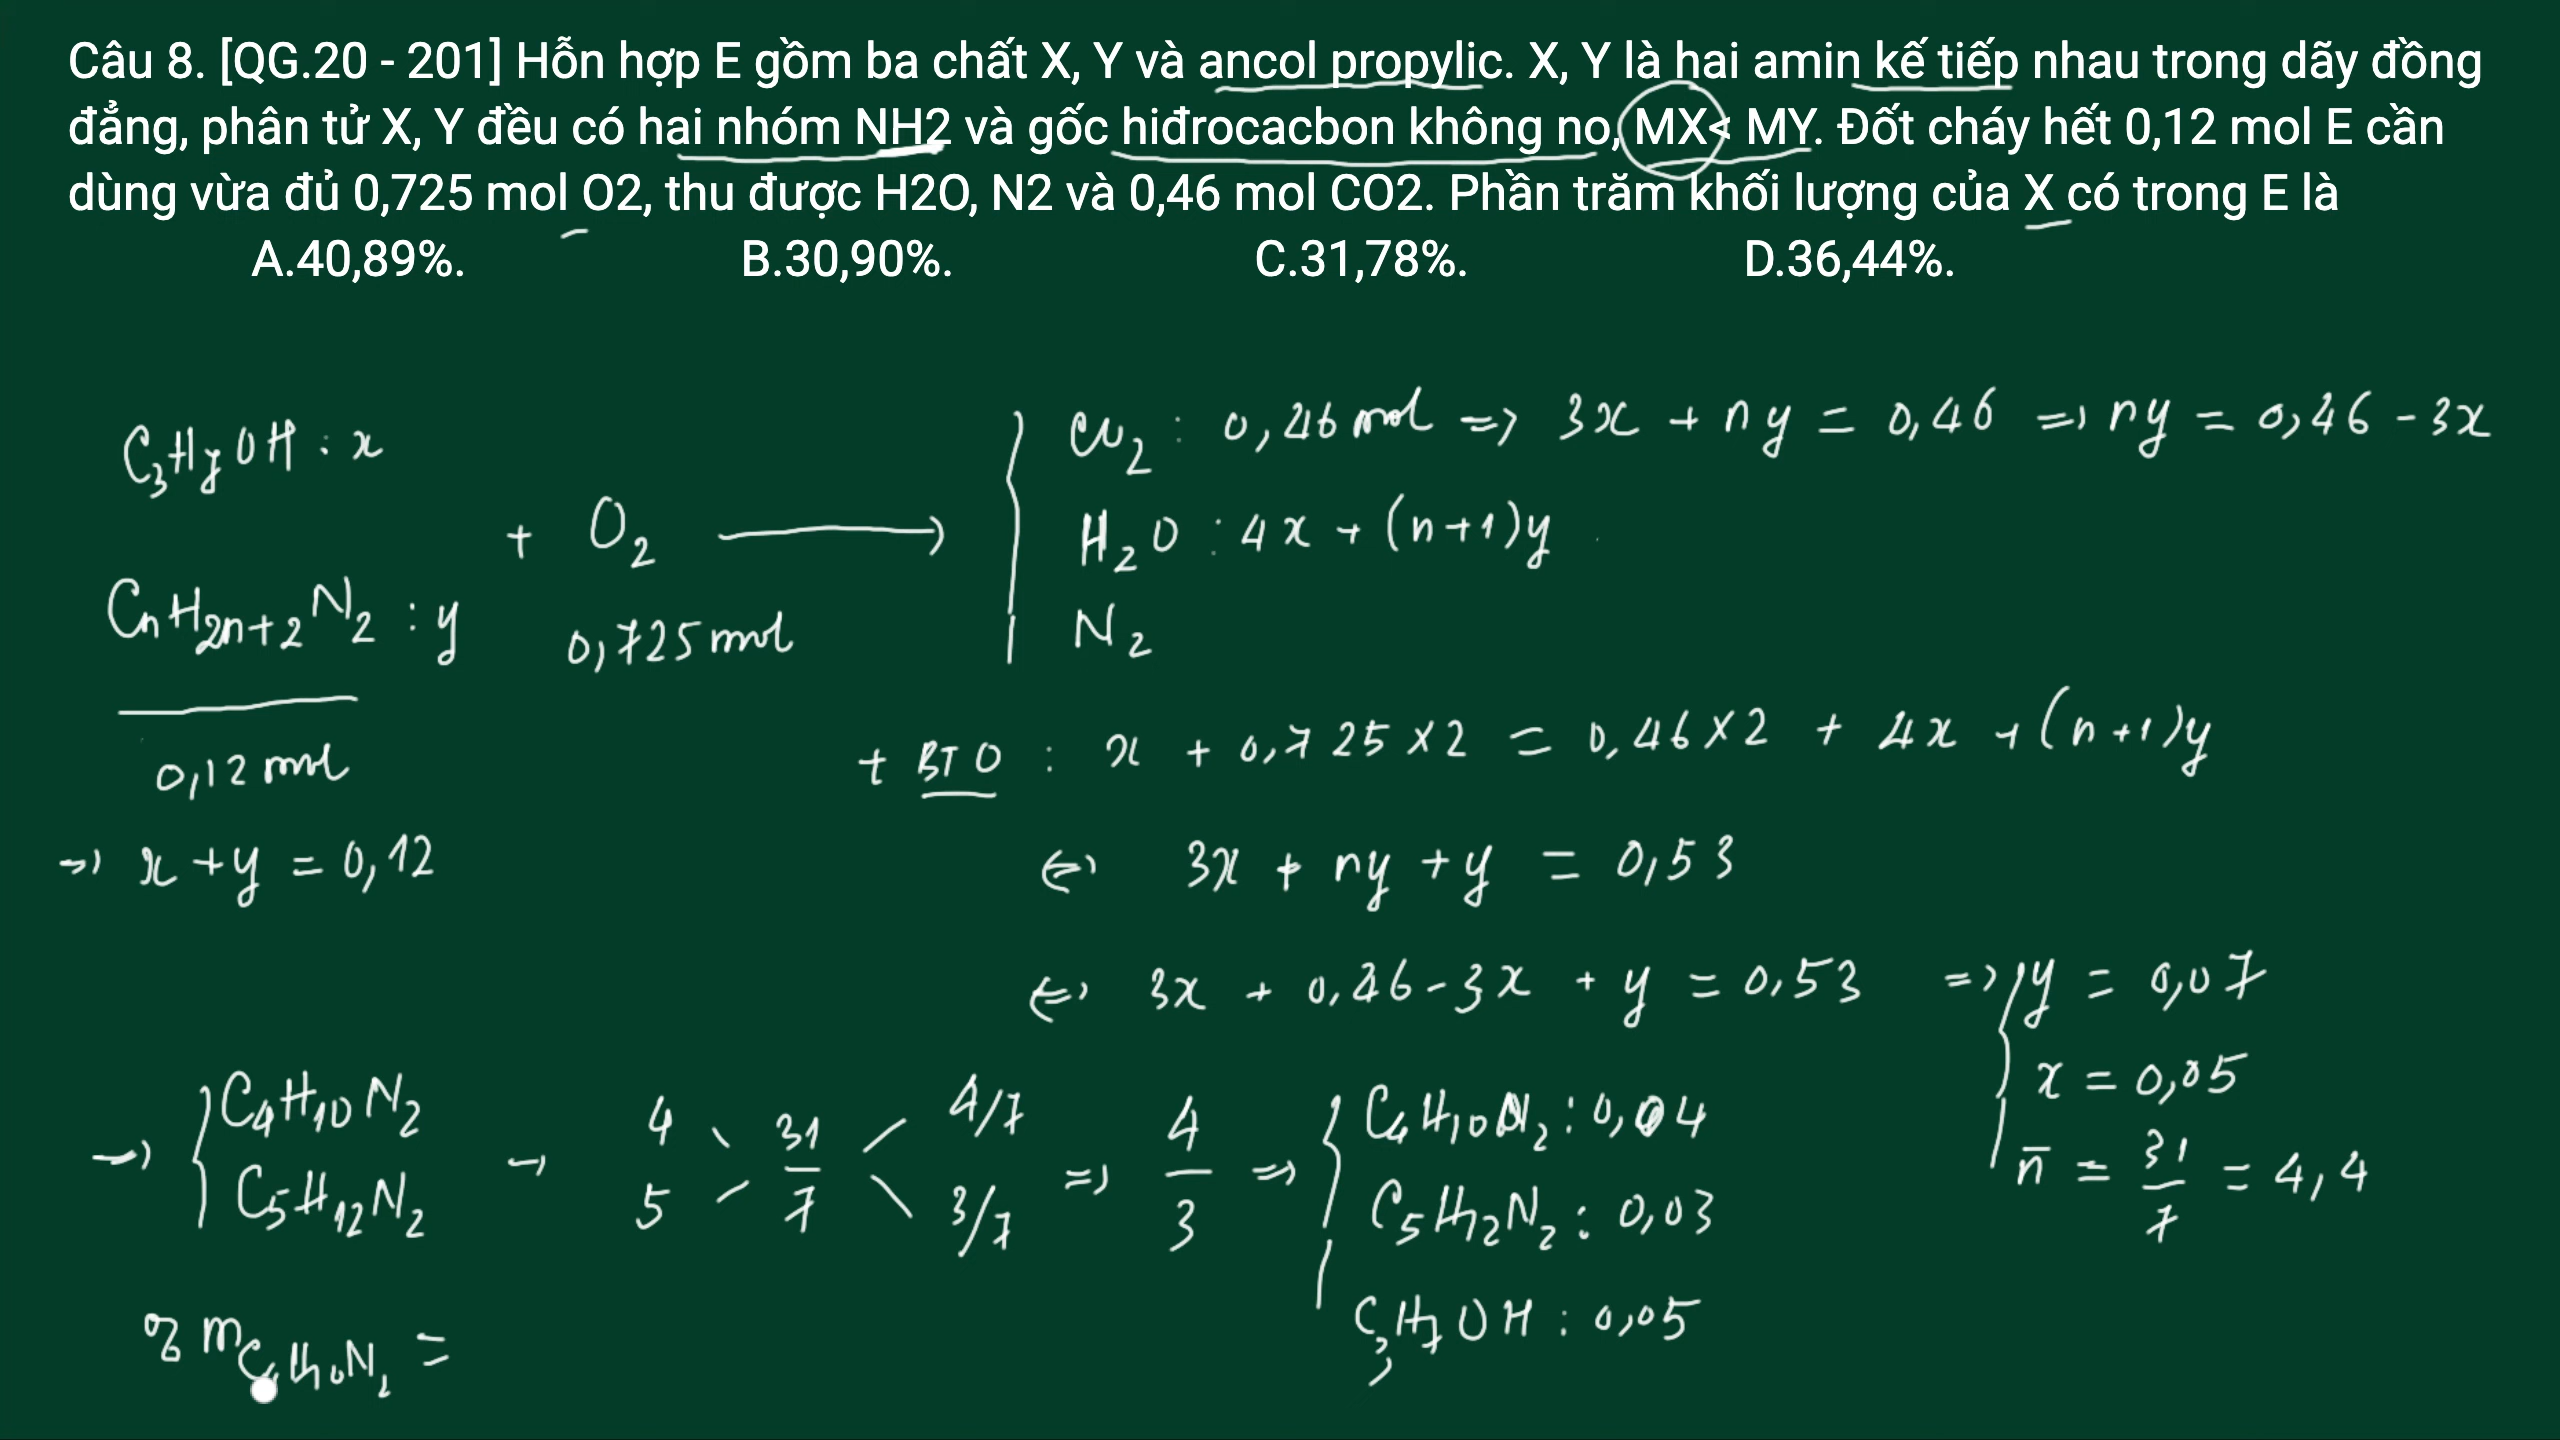 Câu 8. [QG.20 - 201] Hỗn hợp E gồm ba chất X, Y và ancol propylic. X, Y là hai amin kế tiếp nhau trong dãy đồng
đẳng, phân tử X, Y đều có hai nhóm NH2 và gốc hiđrocacbon không no, MX< MY. Đốt cháy hết 0,12 mol E cần
dùng vừa đủ 0,725 mol O2, thu được H2O, N2 và 0,46 mol CO2. Phần trăm khối lượng của X có trong E là
A.40,89%. B.30,90%. C.31,78%. D.36,44%.
C3H7OH : x
CnH2n+2N2 : y
0,12 mol
=> x + y = 0,12
+ O2 →
0,725 mol
CO2 : 0,46 mol => 3x + ny = 0,46 => ny = 0,46 - 3x
H2O : 4x + (n+1)y
N2
+ BTO : x + 0,725 x 2 = 0,46 x 2 + 4x + (n+1)y
<=> 3x + ny + y = 0,53
<=> 3x + 0,46 - 3x + y = 0,53 => y = 0,07
x = 0,05
n̄ = 31/7 = 4,4
→ C4H10N2
C5H12N2
→ 4 31/7 4/7
5 3/7
=> 4/3 => C4H10N2 : 0,04
C5H12N2 : 0,03
C3H7OH : 0,05
% mC4H10N2 =